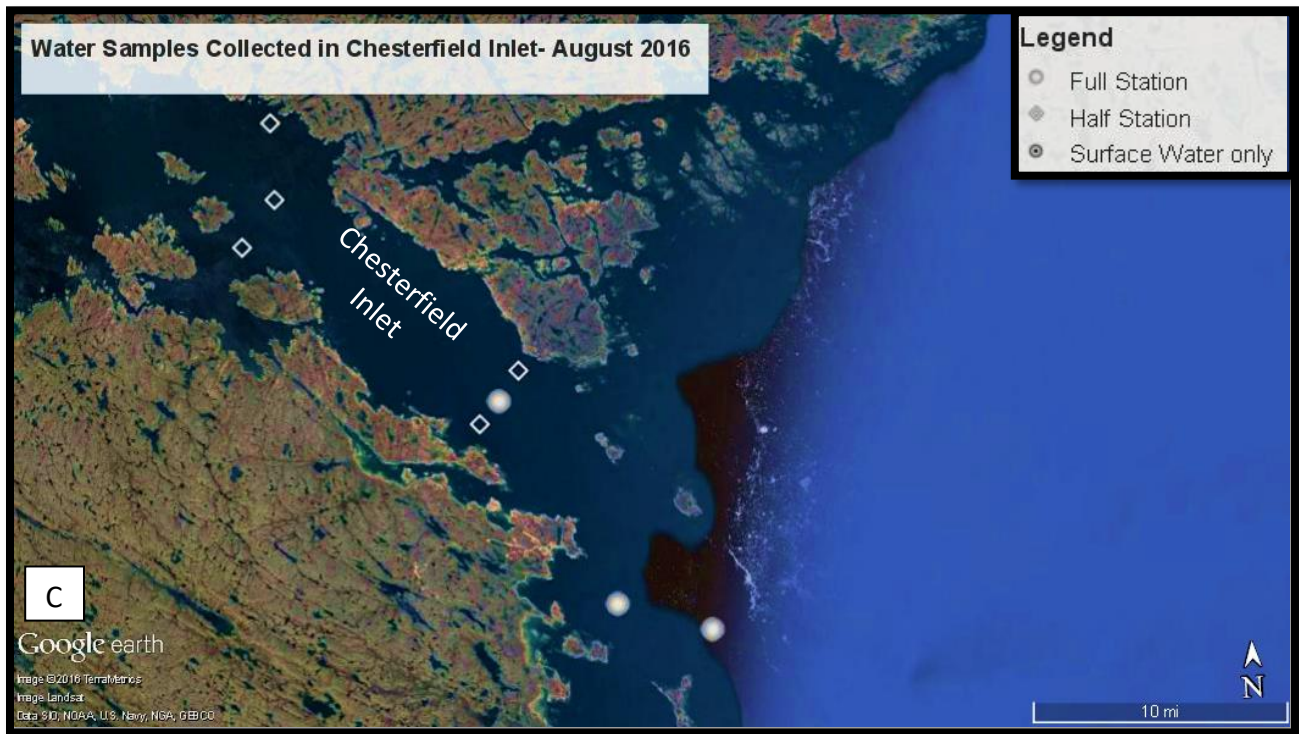 Water Samples Collected in Chesterfield Inlet- August 2016
Legend
Full Station
Half Station
Surface Water only
Chesterfield
Inlet
C
Google earth
Image ©2016 TerraMetrics
Image Landsat
Data SIO, NOAA, U.S. Navy, NGA, GEBCO
N
10 mi